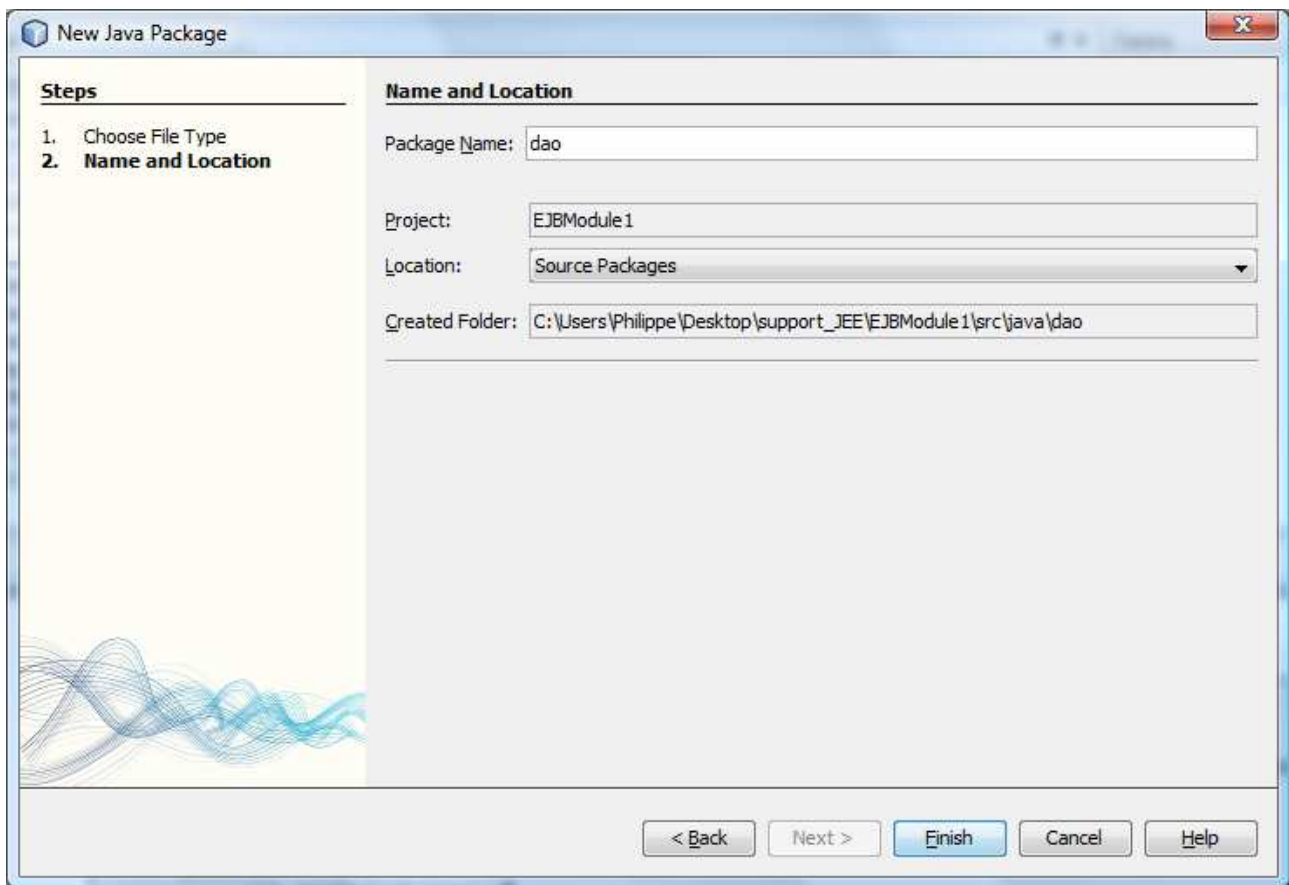 New Java Package
Steps
1. Choose File Type
2. Name and Location
Name and Location
Package Name: dao
Project: EJBModule1
Location: Source Packages
Created Folder: C:\Users\Philippe\Desktop\support_JEE\EJBModule1\src\java\dao
< Back Next > Finish Cancel Help